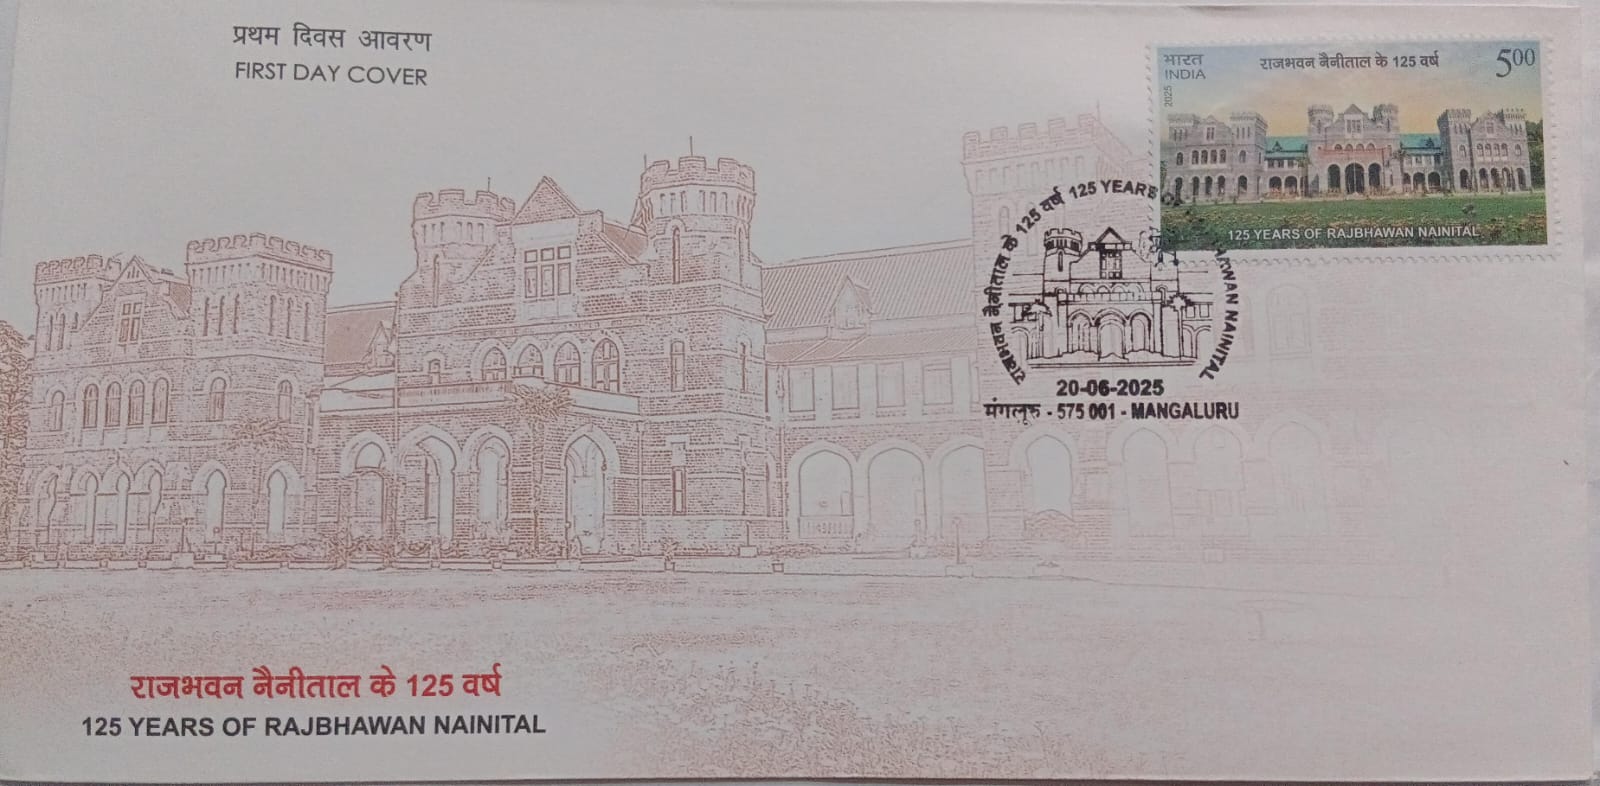 प्रथम दिवस आवरण
FIRST DAY COVER
भारत
INDIA
2025
राजभवन नैनीताल के 125 वर्ष
500
125 YEARS OF RAJBHAWAN NAINITAL
राजभवन नैनीताल के 125 वर्ष 125 YEARS NAINITAL
20-06-2025
मंगलूरु - 575 001 - MANGALURU
राजभवन नैनीताल के 125 वर्ष
125 YEARS OF RAJBHAWAN NAINITAL